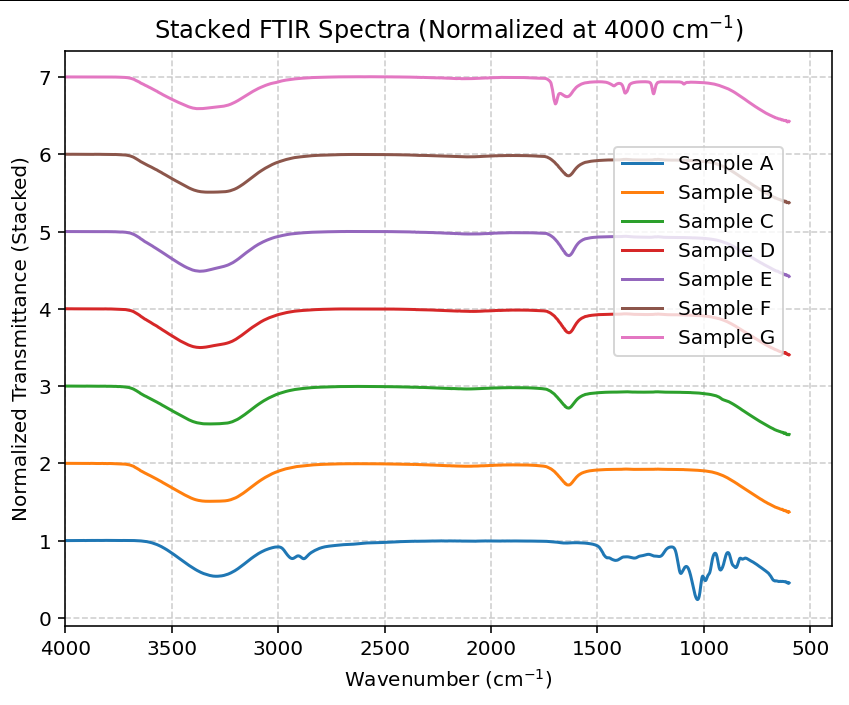 Stacked FTIR Spectra (Normalized at 4000 cm⁻¹)
Normalized Transmittance (Stacked)
7
6
5
4
3
2
1
0
Sample A
Sample B
Sample C
Sample D
Sample E
Sample F
Sample G
4000 3500 3000 2500 2000 1500 1000 500
Wavenumber (cm⁻¹)